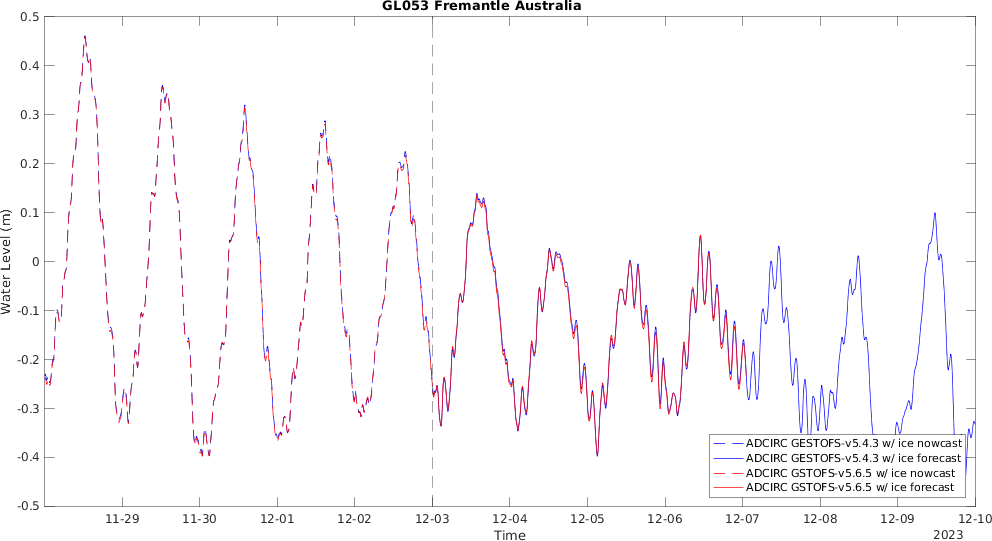 GL053 Fremantle Australia
0.5
0.4
0.3
0.2
0.1
0
-0.1
-0.2
-0.3
-0.4
-0.5
Water Level (m)
ADCIRC GESTOFS-v5.4.3 w/ ice nowcast
ADCIRC GESTOFS-v5.4.3 w/ ice forecast
ADCIRC GSTOFS-v5.6.5 w/ ice nowcast
ADCIRC GSTOFS-v5.6.5 w/ ice forecast
11-29 11-30 12-01 12-02 12-03 12-04 12-05 12-06 12-07 12-08 12-09 12-10
Time
2023